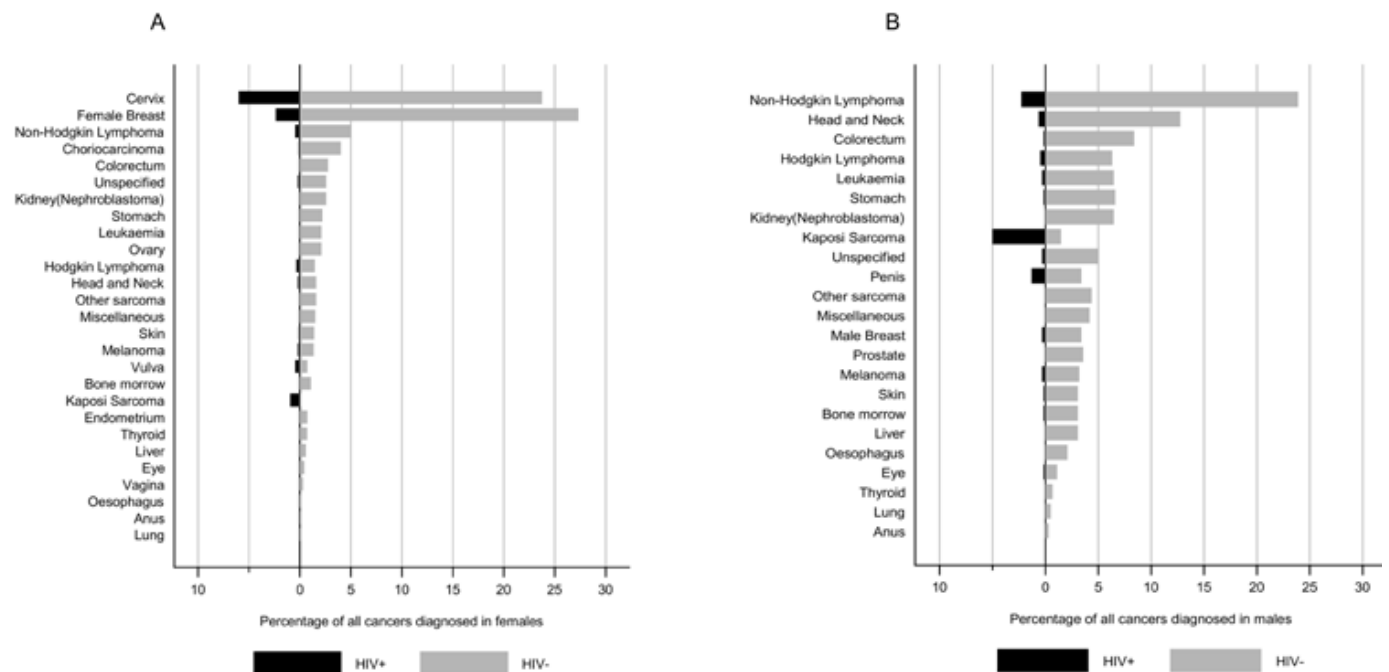 A
Cervix
Female Breast
Non-Hodgkin Lymphoma
Choriocarcinoma
Colorectum
Unspecified
Kidney(Nephroblastoma)
Stomach
Leukaemia
Ovary
Hodgkin Lymphoma
Head and Neck
Other sarcoma
Miscellaneous
Skin
Melanoma
Vulva
Bone morrow
Kaposi Sarcoma
Endometrium
Thyroid
Liver
Eye
Vagina
Oesophagus
Anus
Lung
10 0 5 10 15 20 25 30
Percentage of all cancers diagnosed in females
HIV+ HIV-
B
Non-Hodgkin Lymphoma
Head and Neck
Colorectum
Hodgkin Lymphoma
Leukaemia
Stomach
Kidney(Nephroblastoma)
Kaposi Sarcoma
Unspecified
Penis
Other sarcoma
Miscellaneous
Male Breast
Prostate
Melanoma
Skin
Bone morrow
Liver
Oesophagus
Eye
Thyroid
Lung
Anus
10 0 5 10 15 20 25 30
Percentage of all cancers diagnosed in males
HIV+ HIV-